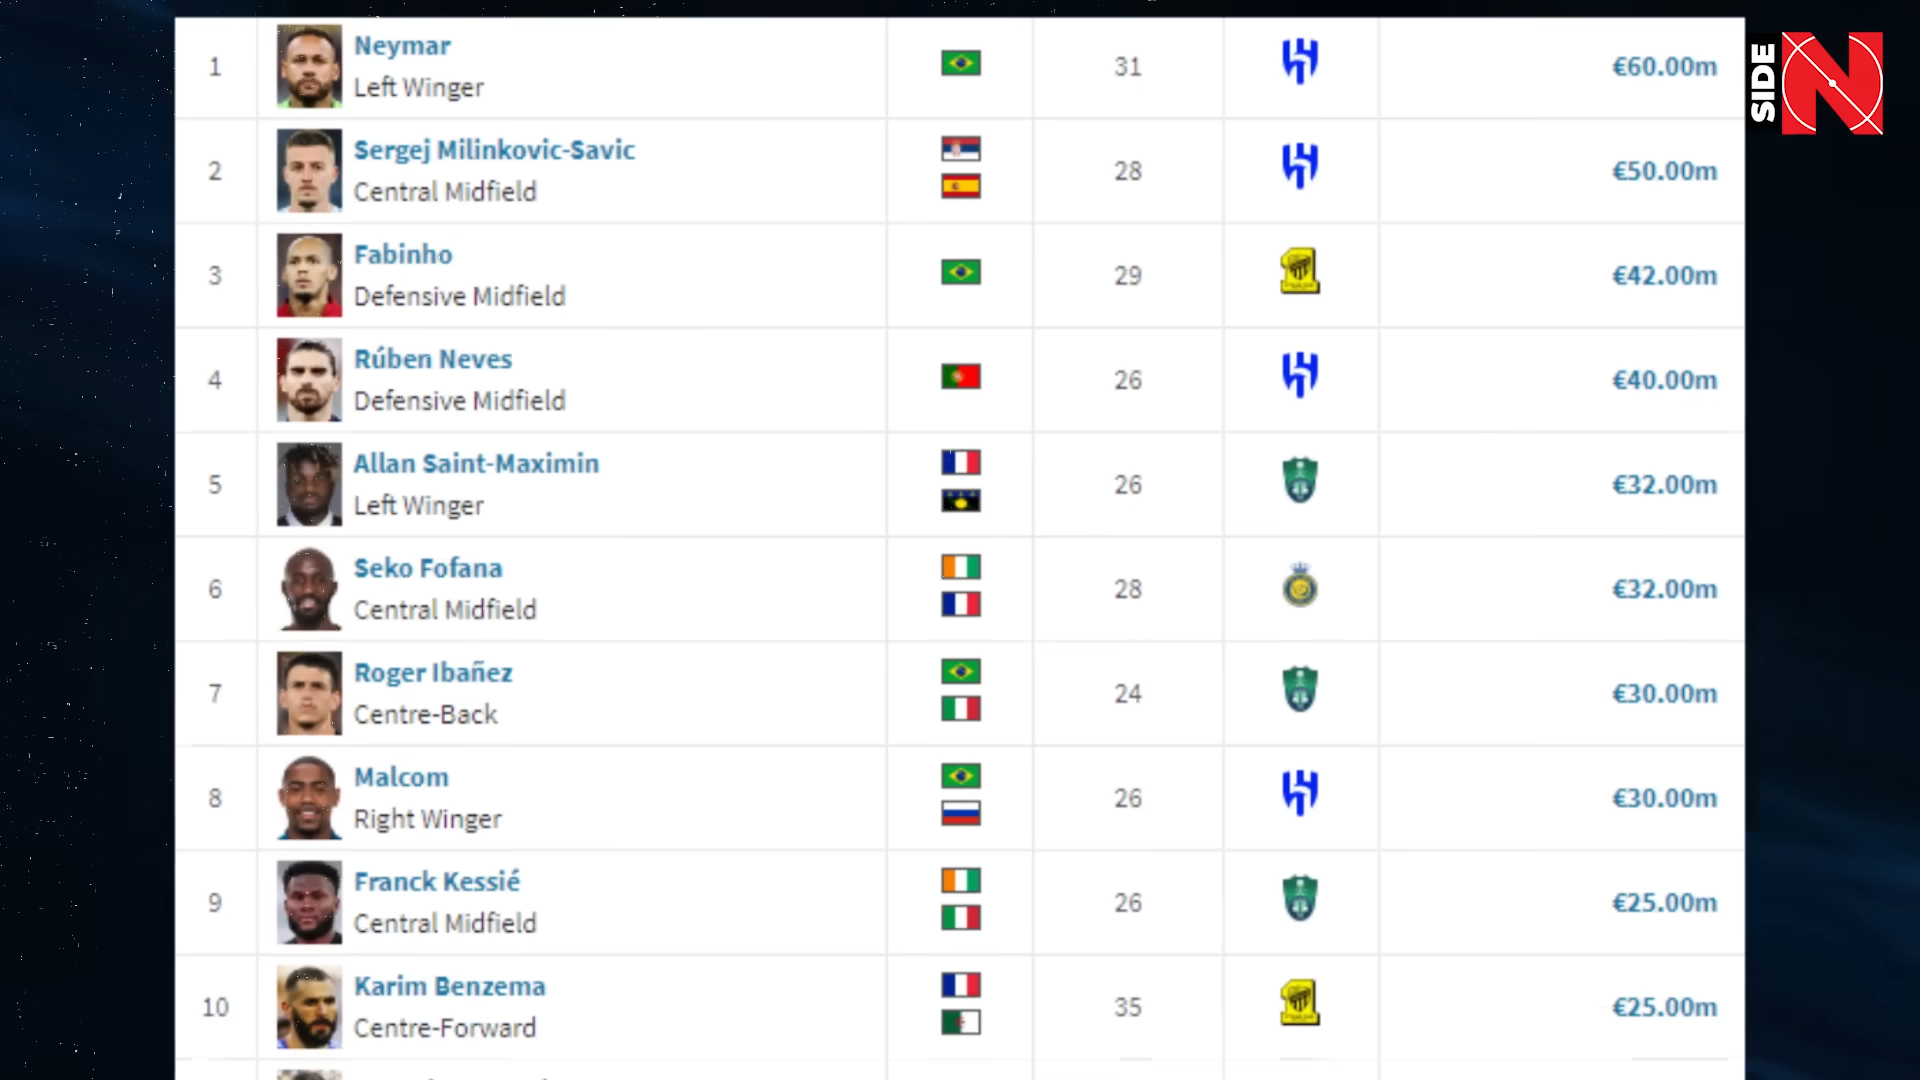 SIDE N
1 Neymar 31 €60.00m
Left Winger
2 Sergej Milinkovic-Savic 28 €50.00m
Central Midfield
3 Fabinho 29 €42.00m
Defensive Midfield
4 Rúben Neves 26 €40.00m
Defensive Midfield
5 Allan Saint-Maximin 26 €32.00m
Left Winger
6 Seko Fofana 28 €32.00m
Central Midfield
7 Roger Ibañez 24 €30.00m
Centre-Back
8 Malcom 26 €30.00m
Right Winger
9 Franck Kessié 26 €25.00m
Central Midfield
10 Karim Benzema 35 €25.00m
Centre-Forward